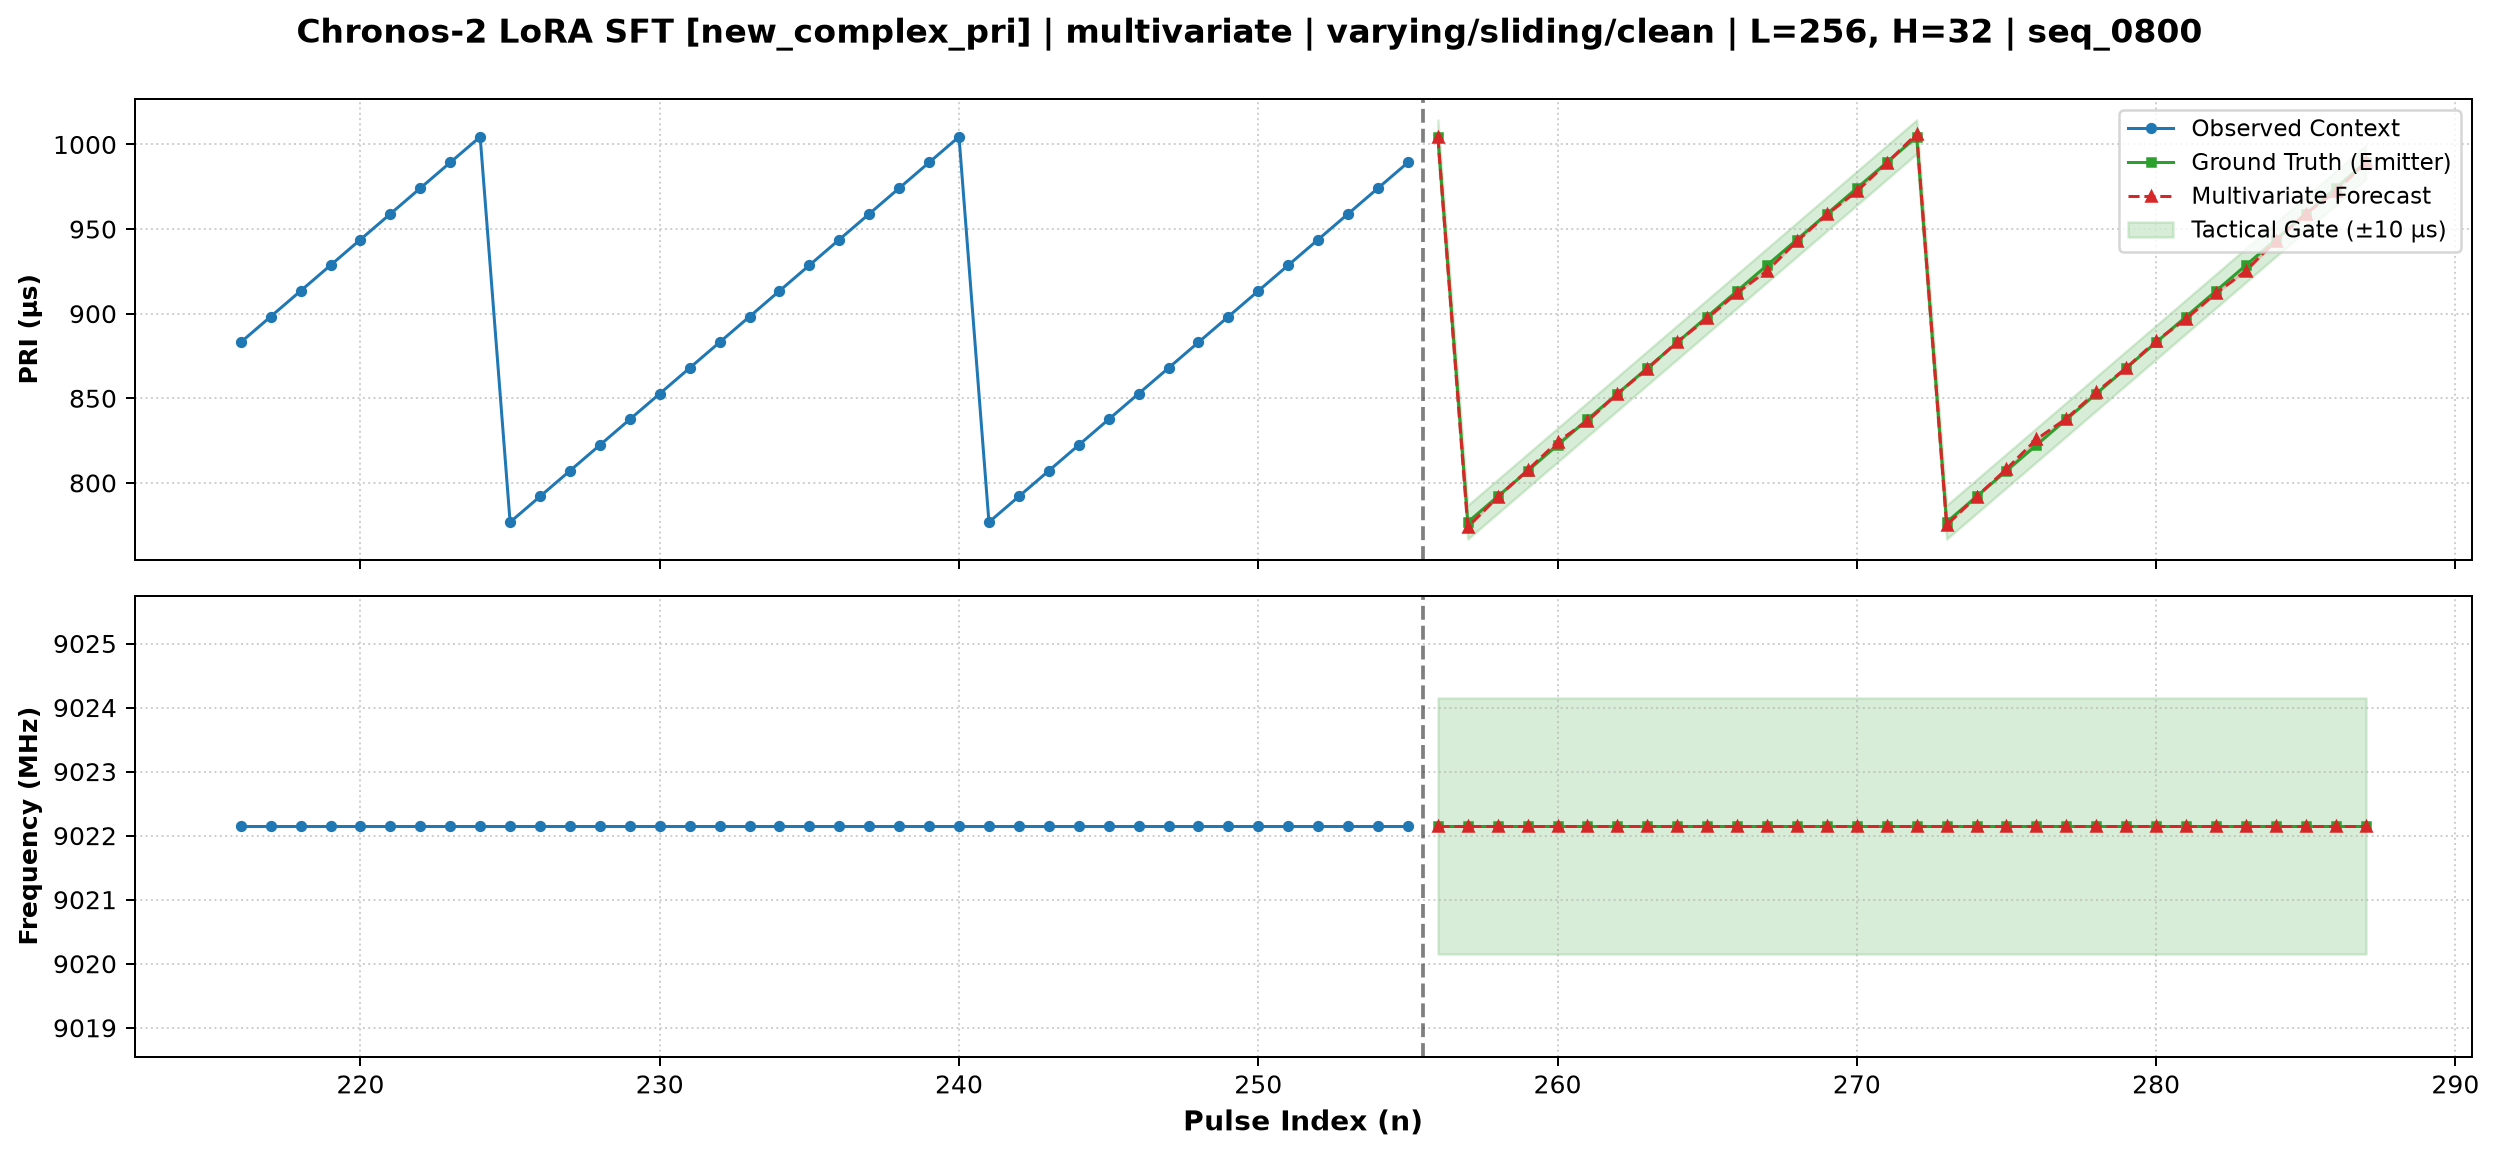 Chronos-2 LoRA SFT [new_complex_pri] | multivariate | varying/sliding/clean | L=256, H=32 | seq_0800
PRI (µs)
1000
950
900
850
800
Observed Context
Ground Truth (Emitter)
Multivariate Forecast
Tactical Gate (±10 µs)
Frequency (MHz)
9025
9024
9023
9022
9021
9020
9019
220 230 240 250 260 270 280 290
Pulse Index (n)